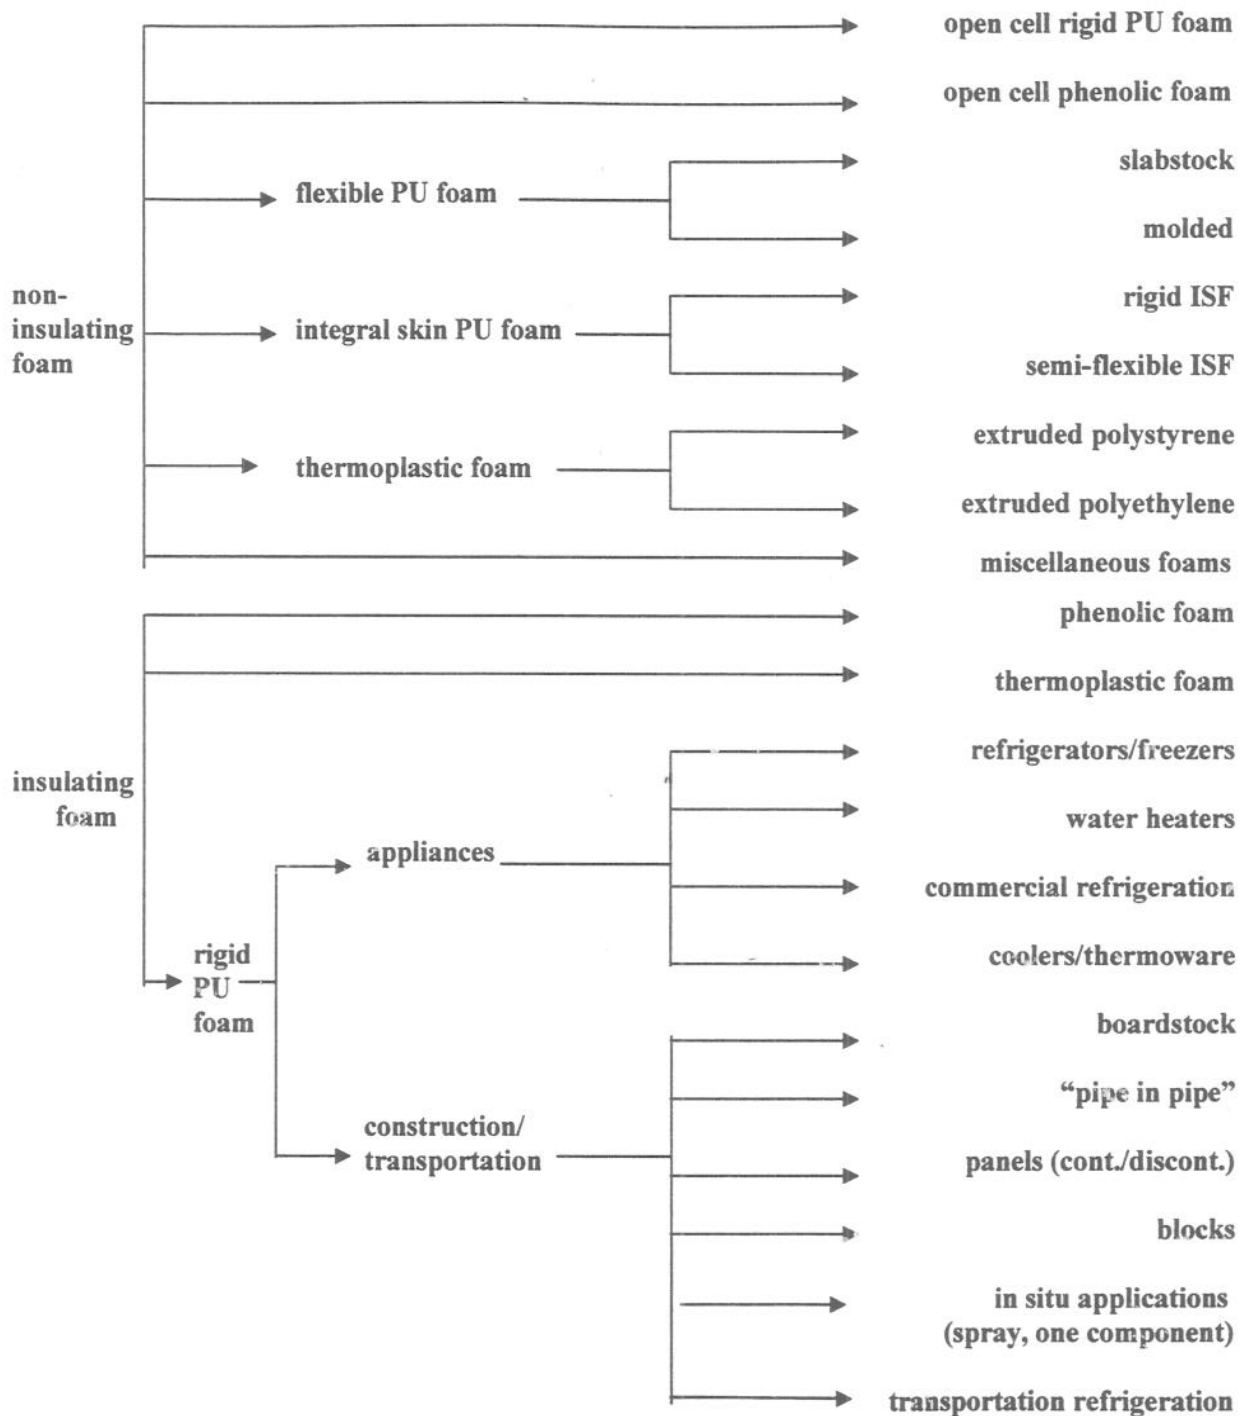 open cell rigid PU foam
open cell phenolic foam
slabstock
flexible PU foam
molded
non-
insulating
foam
rigid ISF
integral skin PU foam
semi-flexible ISF
extruded polystyrene
thermoplastic foam
extruded polyethylene
miscellaneous foams
phenolic foam
thermoplastic foam
refrigerators/freezers
insulating
foam
water heaters
appliances
commercial refrigeration
rigid
PU
foam
coolers/thermoware
boardstock
“pipe in pipe”
construction/
transportation
panels (cont./discont.)
blocks
in situ applications
(spray, one component)
transportation refrigeration